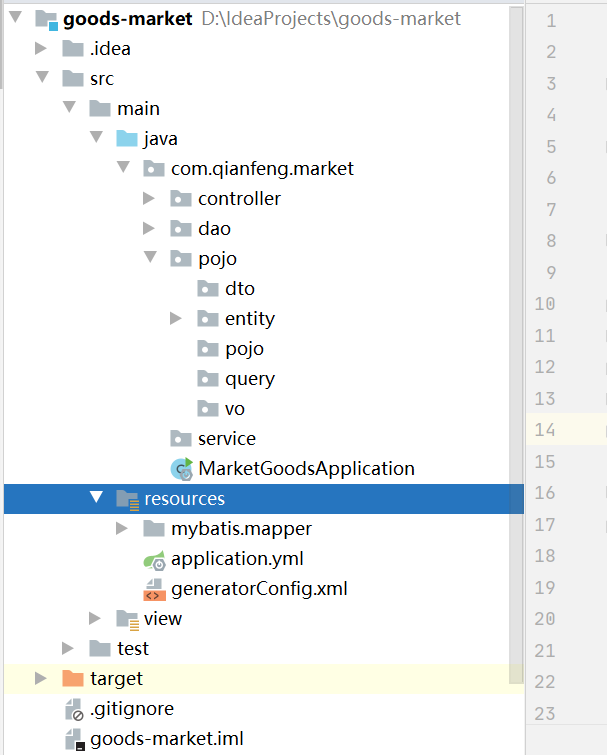 goods-market D:\IdeaProjects\goods-market
.idea
src
main
java
com.qianfeng.market
controller
dao
pojo
dto
entity
pojo
query
vo
service
MarketGoodsApplication
resources
mybatis.mapper
application.yml
generatorConfig.xml
view
test
target
.gitignore
goods-market.iml
1
2
3
4
5
6
7
8
9
10
11
12
13
14
15
16
17
18
19
20
21
22
23